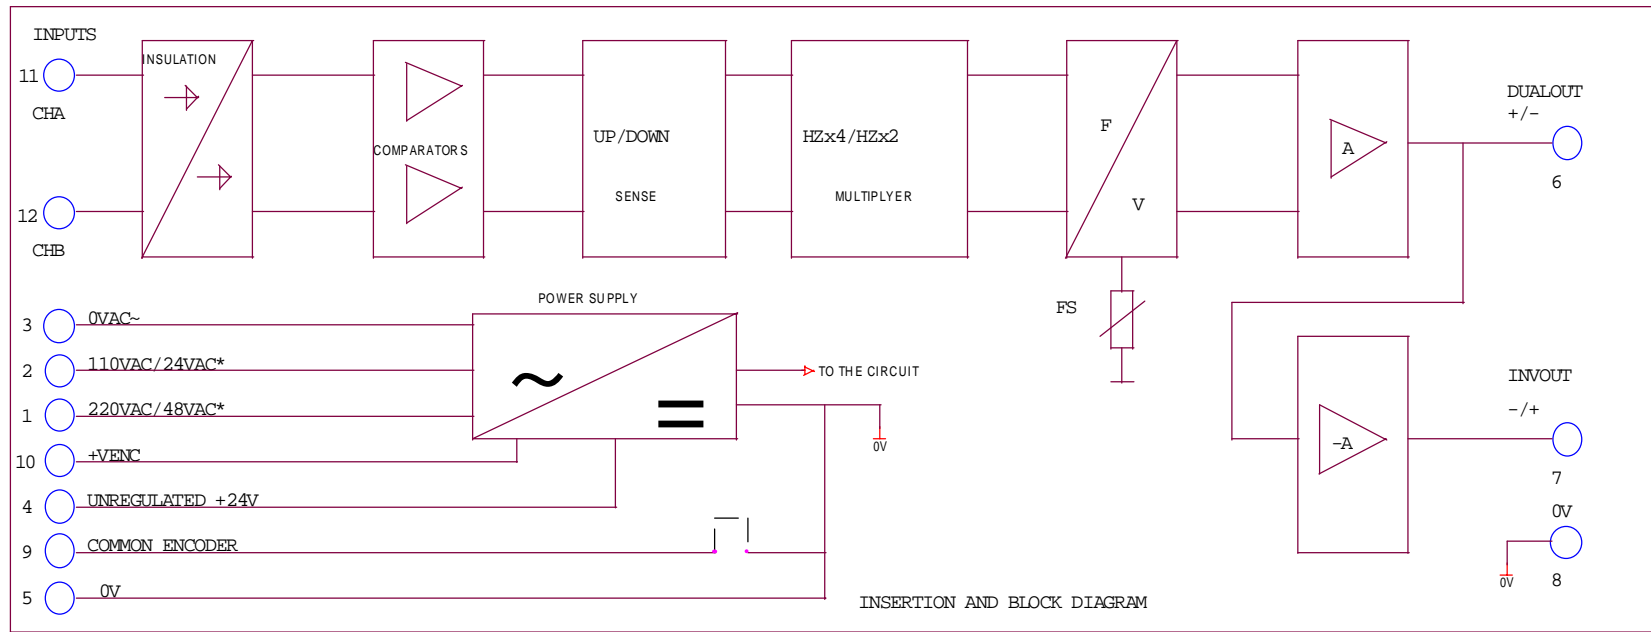 INPUTS
11
CHA
12
CHB
INSULATION
COMPARATORS
UP/DOWN
SENSE
HZx4/HZx2
MULTIPLYER
F
V
FS
A
DUALOUT
+/-
6
POWER SUPPLY
3 0VAC~
2 110VAC/24VAC*
1 220VAC/48VAC*
10 +VENC
4 UNREGULATED +24V
9 COMMON ENCODER
5 0V
~
=
TO THE CIRCUIT
0V
-A
INVOUT
-/+
7
0V
8
0V
INSERTION AND BLOCK DIAGRAM